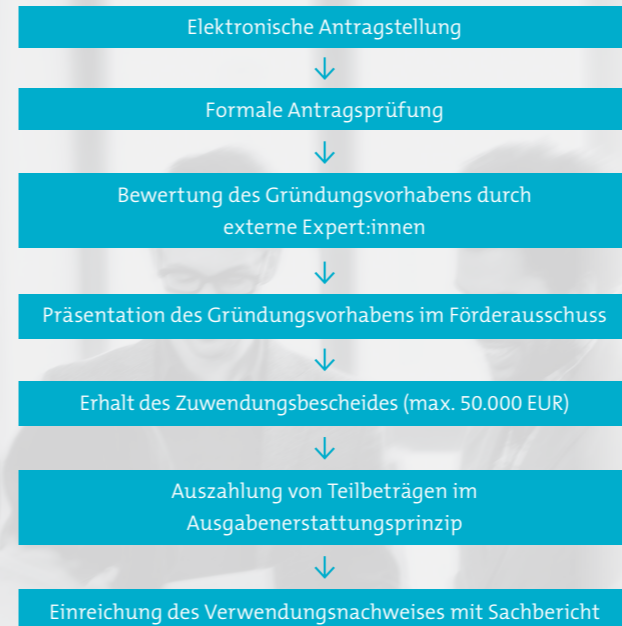 Elektronische Antragstellung
↓
Formale Antragsprüfung
↓
Bewertung des Gründungsvorhabens durch
externe Expert:innen
↓
Präsentation des Gründungsvorhabens im Förderausschuss
↓
Erhalt des Zuwendungsbescheides (max. 50.000 EUR)
↓
Auszahlung von Teilbeträgen im
Ausgabenerstattungsprinzip
↓
Einreichung des Verwendungsnachweises mit Sachbericht